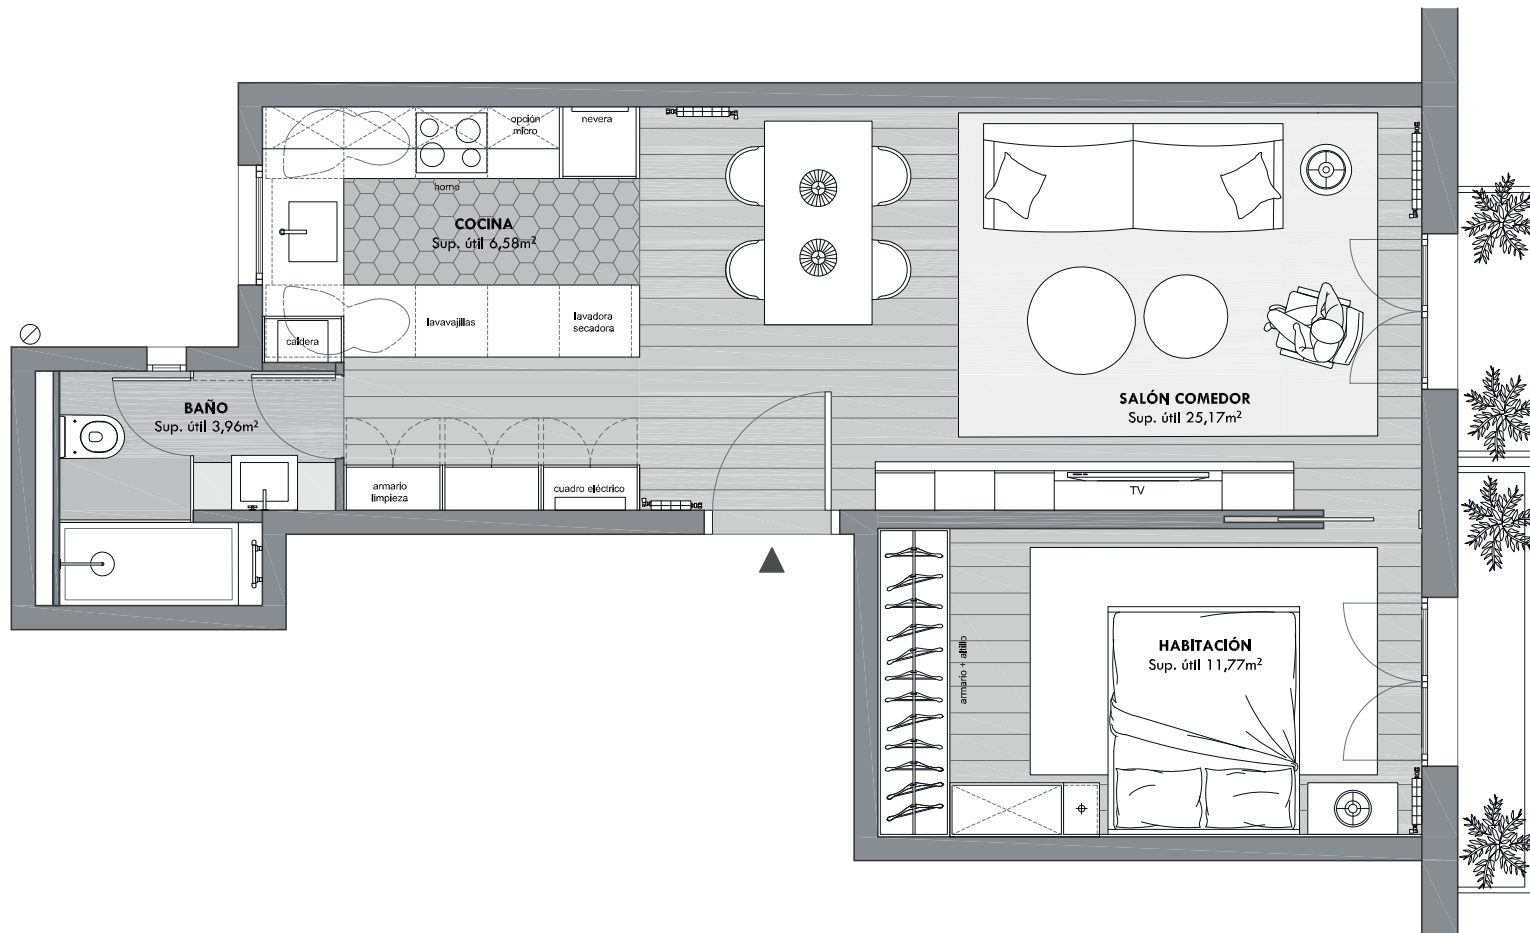 opción
micro
nevera
horno
COCINA
Sup. útil 6,58m²
lavavajillas
lavadora
secadora
caldera
BAÑO
Sup. útil 3,96m²
SALÓN COMEDOR
Sup. útil 25,17m²
armario
limpieza
cuadro eléctrico
TV
armario + altillo
HABITACIÓN
Sup. útil 11,77m²